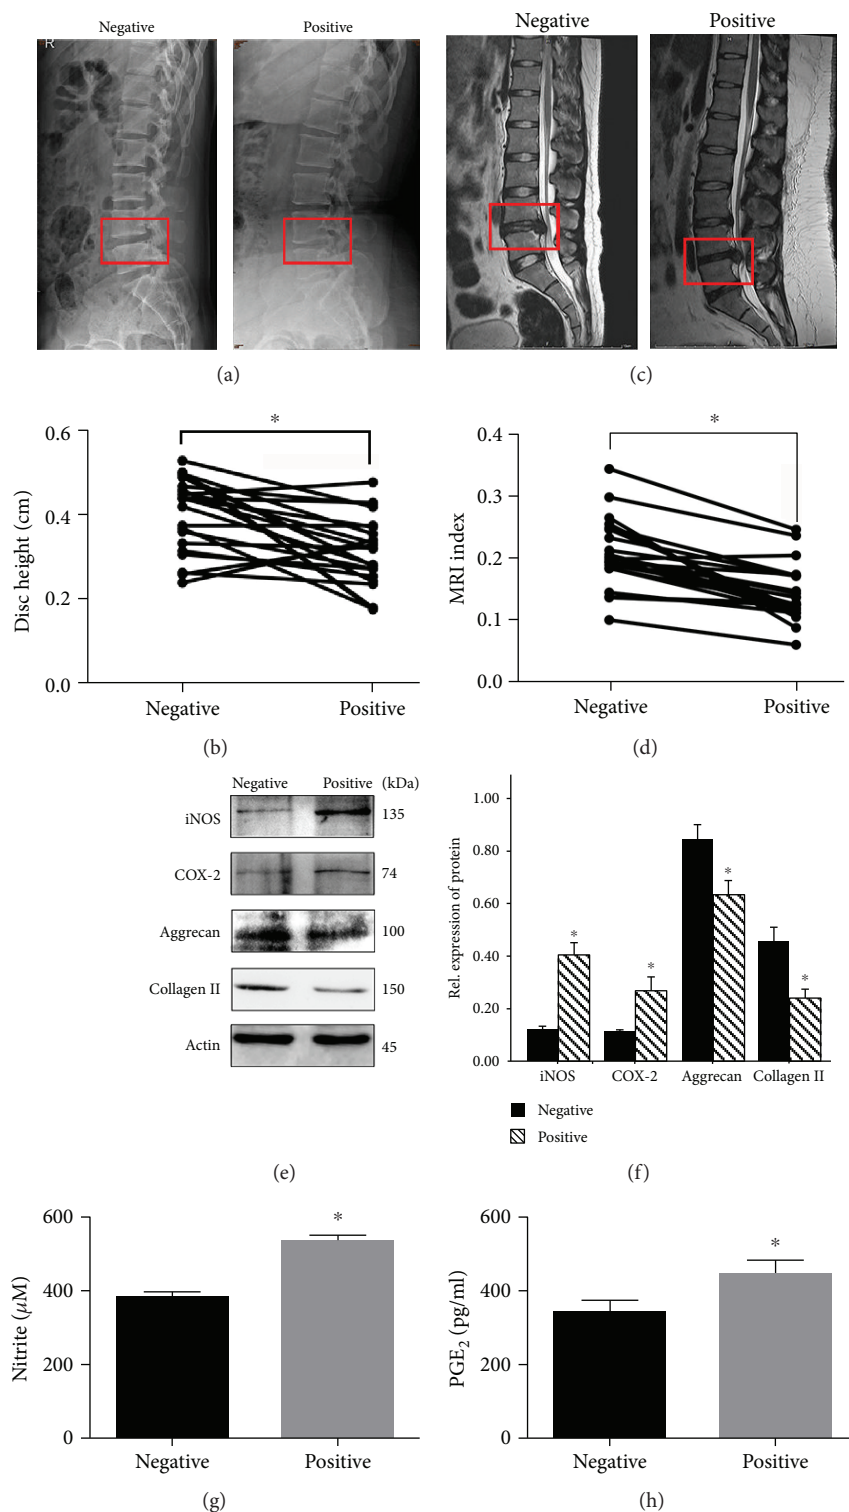 Negative Positive
R
(a)
Negative Positive
(c)
Disc height (cm)
0.6
0.4
0.2
0.0
*
Negative Positive
(b)
MRI index
0.4
0.3
0.2
0.1
0.0
*
Negative Positive
(d)
Negative Positive (kDa)
iNOS 135
COX-2 74
Aggrecan 100
Collagen II 150
Actin 45
(e)
Rel. expression of protein
1.00
0.80
0.60
0.40
0.20
0.00
* * * *
iNOS COX-2 Aggrecan Collagen II
Negative
Positive
(f)
Nitrite (μM)
600
400
200
0
*
Negative Positive
(g)
PGE₂ (pg/ml)
600
400
200
0
*
Negative Positive
(h)